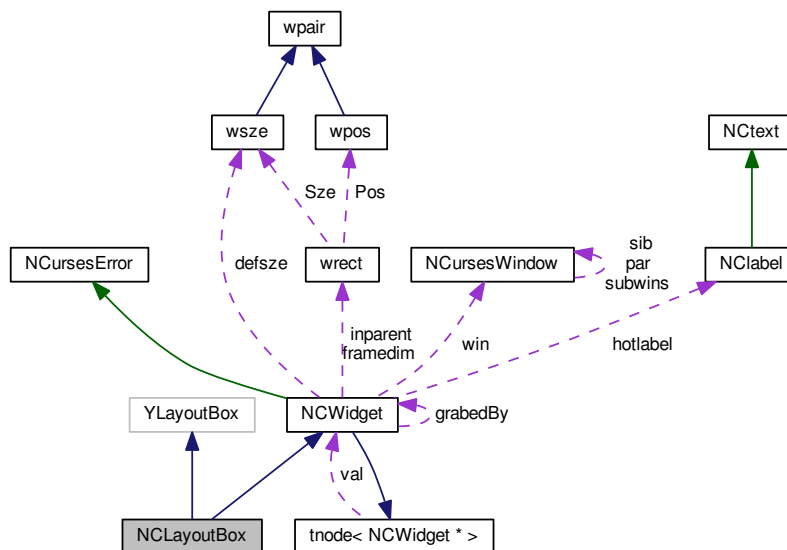 wpair
wsze
wpos
NCtext
Sze
Pos
sib
par
subwins
NCursesError
defsze
wrect
NCursesWindow
NClabel
inparent
framedim
win
hotlabel
YLayoutBox
NCWidget
grabedBy
val
NCLayoutBox
tnode< NCWidget * >